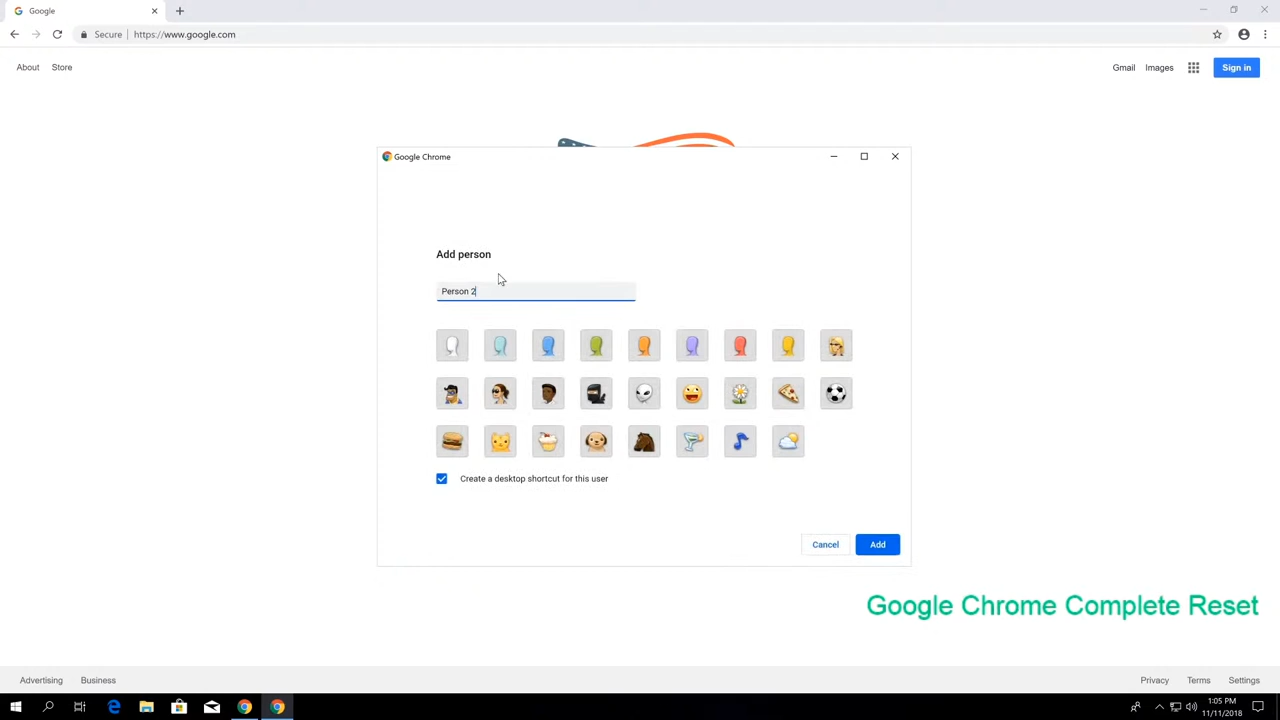 Google
Secure
https://www.google.com
About
Store
Gmail
Images
Sign in
Google Chrome
Add person
Person 2
Create a desktop shortcut for this user
Cancel
Add
Google Chrome Complete Reset
Advertising
Business
Privacy
Terms
Settings
1:05 PM
11/11/2018